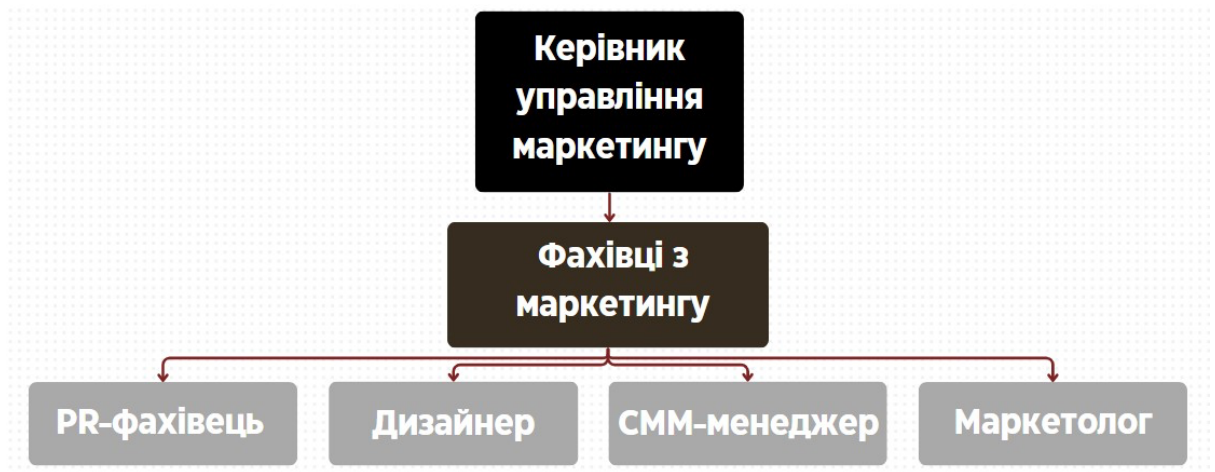 Керівник
управління
маркетингу
Фахівці з
маркетингу
PR-фахівець
Дизайнер
СММ-менеджер
Маркетолог